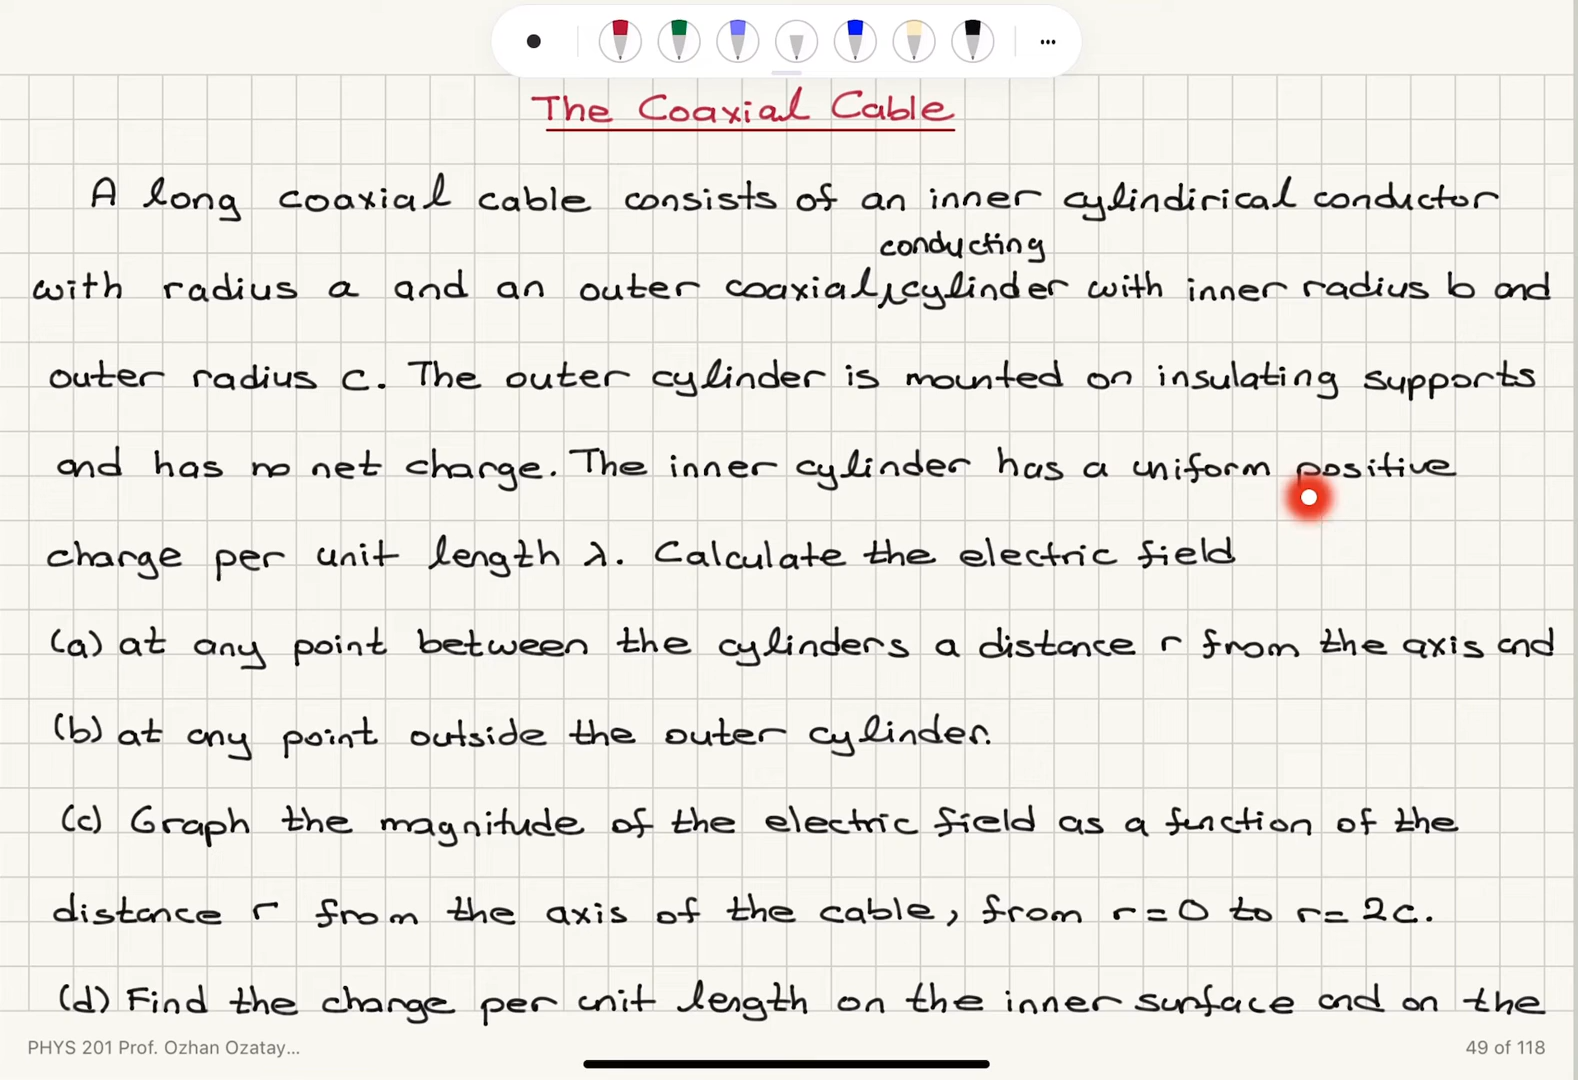 The Coaxial Cable
A long coaxial cable consists of an inner cylindirical conductor
conducting
with radius a and an outer coaxial cylinder with inner radius b and
outer radius c. The outer cylinder is mounted on insulating supports
and has no net charge. The inner cylinder has a uniform positive
charge per unit length λ. Calculate the electric field
(a) at any point between the cylinders a distance r from the axis and
(b) at any point outside the outer cylinder.
(c) Graph the magnitude of the electric field as a function of the
distance r from the axis of the cable, from r=0 to r=2c.
(d) Find the charge per unit length on the inner surface and on the
PHYS 201 Prof. Ozhan Ozatay...
49 of 118